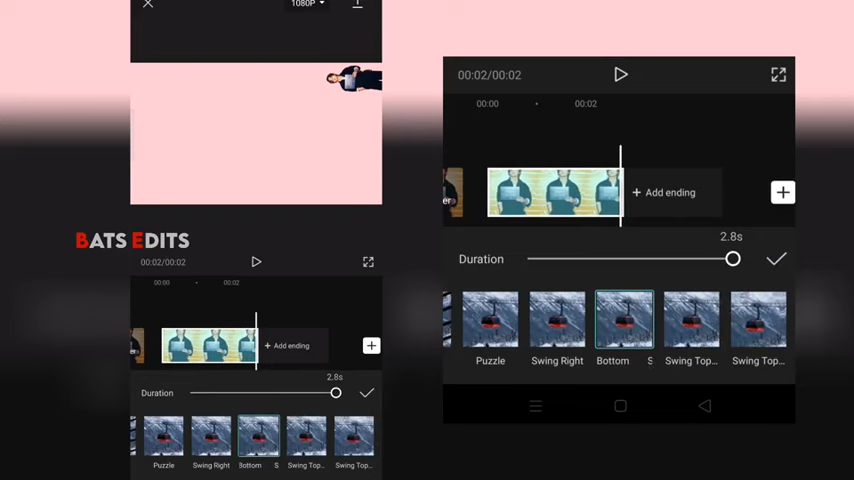 1080P
BATS EDITS
00:02/00:02
00:00
00:02
Add ending
2.8s
Duration
Puzzle
Swing Right
Bottom S
Swing Top...
Swing Top...
00:02/00:02
00:00
00:02
er
Add ending
2.8s
Duration
Puzzle
Swing Right
Bottom S
Swing Top...
Swing Top...